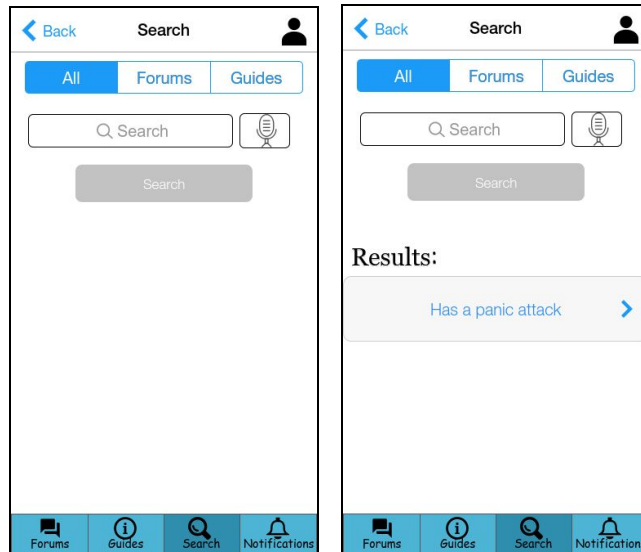 Back Search
All Forums Guides
Search
Search
Forums Guides Search Notifications
Back Search
All Forums Guides
Search
Search
Results:
Has a panic attack
Forums Guides Search Notification